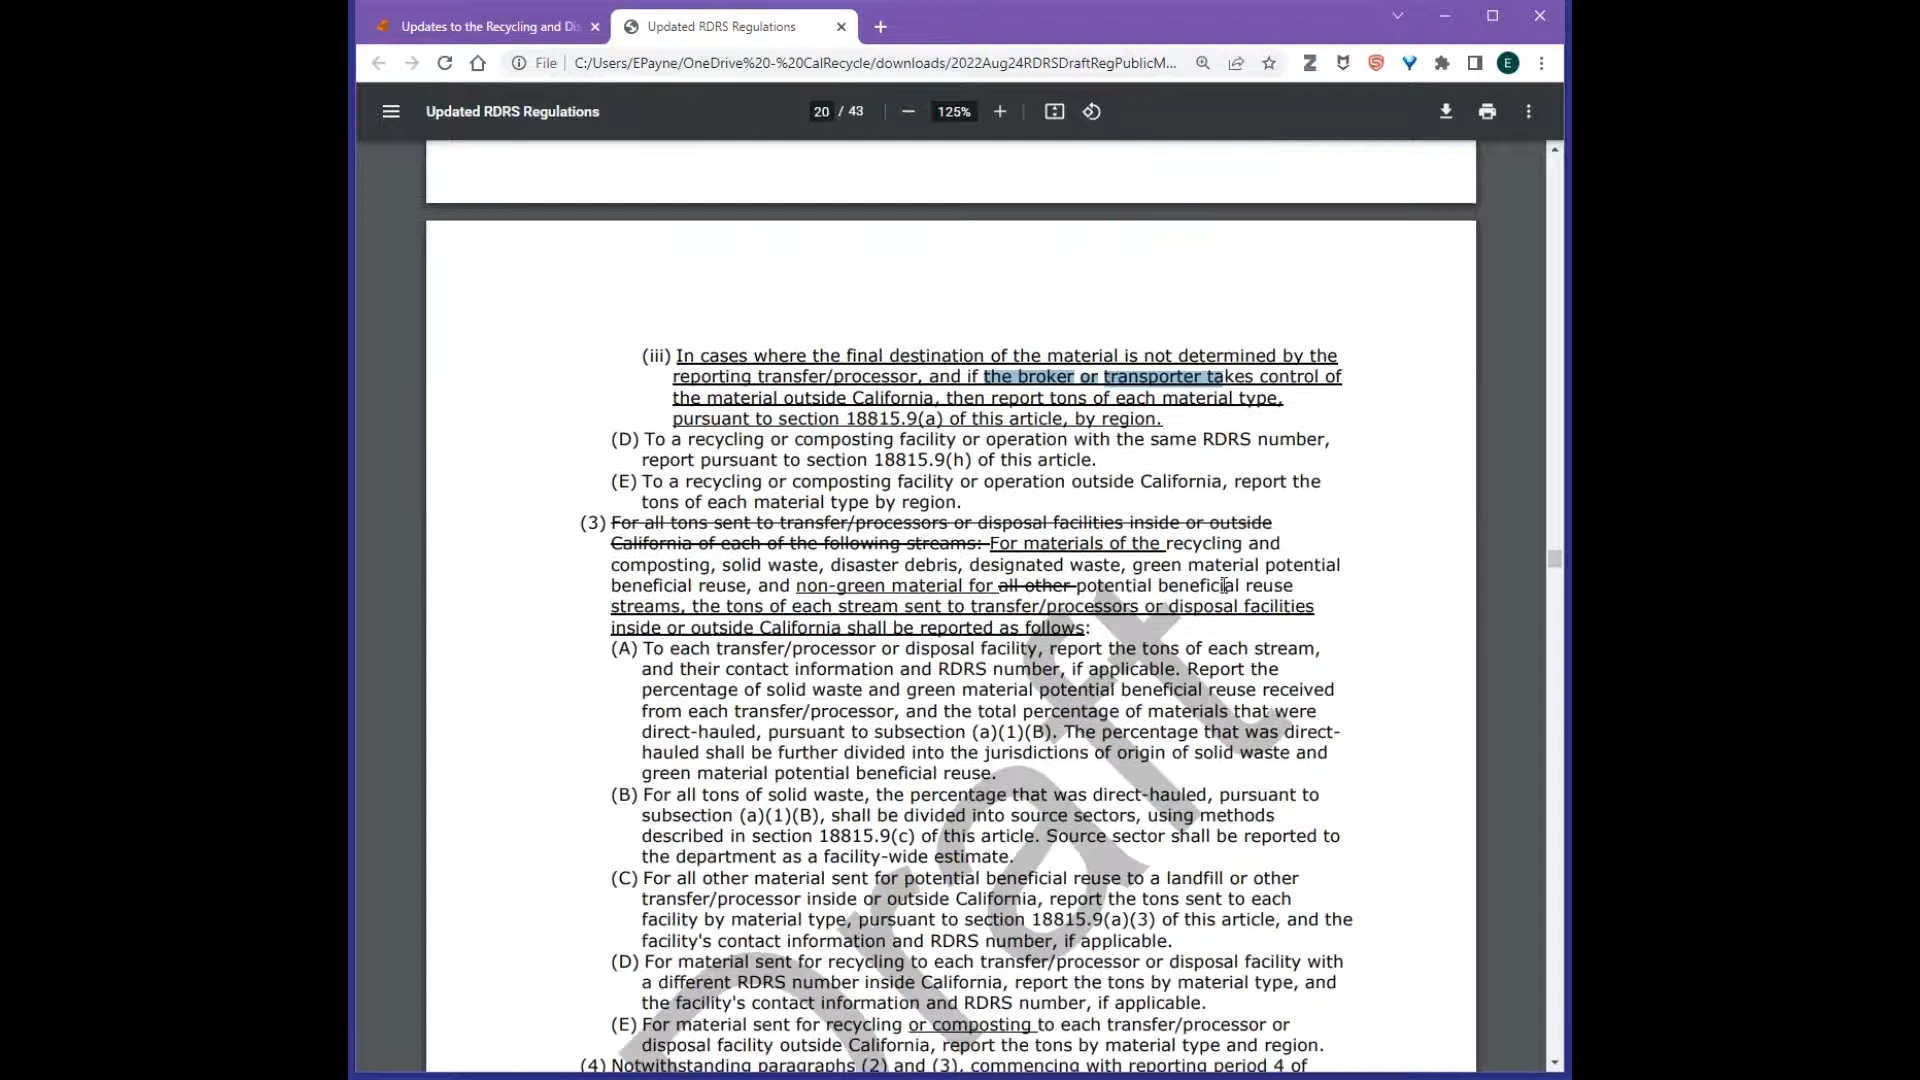 Updates to the Recycling and Dis
Updated RDRS Regulations
File
C:/Users/EPayne/OneDrive%20-%20CalRecycle/downloads/2022Aug24RDRSDraftRegPublicM...
E
Updated RDRS Regulations
20 / 43
125%
(iii) In cases where the final destination of the material is not determined by the
reporting transfer/processor, and if the broker or transporter takes control of
the material outside California, then report tons of each material type,
pursuant to section 18815.9(a) of this article, by region.
(D) To a recycling or composting facility or operation with the same RDRS number,
report pursuant to section 18815.9(h) of this article.
(E) To a recycling or composting facility or operation outside California, report the
tons of each material type by region.
(3) For all tons sent to transfer/processors or disposal facilities inside or outside
California of each of the following streams: For materials of the recycling and
composting, solid waste, disaster debris, designated waste, green material potential
beneficial reuse, and non-green material for all other potential beneficial reuse
streams, the tons of each stream sent to transfer/processors or disposal facilities
inside or outside California shall be reported as follows:
(A) To each transfer/processor or disposal facility, report the tons of each stream,
and their contact information and RDRS number, if applicable. Report the
percentage of solid waste and green material potential beneficial reuse received
from each transfer/processor, and the total percentage of materials that were
direct-hauled, pursuant to subsection (a)(1)(B). The percentage that was direct-
hauled shall be further divided into the jurisdictions of origin of solid waste and
green material potential beneficial reuse.
(B) For all tons of solid waste, the percentage that was direct-hauled, pursuant to
subsection (a)(1)(B), shall be divided into source sectors, using methods
described in section 18815.9(c) of this article. Source sector shall be reported to
the department as a facility-wide estimate.
(C) For all other material sent for potential beneficial reuse to a landfill or other
transfer/processor inside or outside California, report the tons sent to each
facility by material type, pursuant to section 18815.9(a)(3) of this article, and the
facility's contact information and RDRS number, if applicable.
(D) For material sent for recycling to each transfer/processor or disposal facility with
a different RDRS number inside California, report the tons by material type, and
the facility's contact information and RDRS number, if applicable.
(E) For material sent for recycling or composting to each transfer/processor or
disposal facility outside California, report the tons by material type and region.
(4) Notwithstanding paragraphs (2) and (3), commencing with reporting period 4 of
Draft